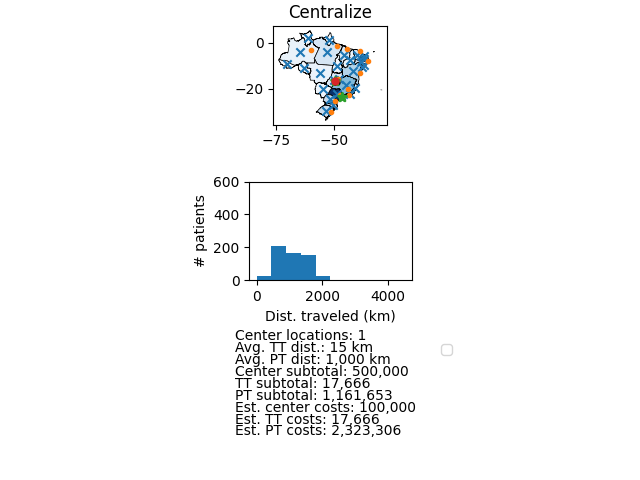 Centralize
0
−20
−75
−50
600
400
200
0
# patients
0
2000
4000
Dist. traveled (km)
Center locations: 1
Avg. TT dist.: 15 km
Avg. PT dist: 1,000 km
Center subtotal: 500,000
TT subtotal: 17,666
PT subtotal: 1,161,653
Est. center costs: 100,000
Est. TT costs: 17,666
Est. PT costs: 2,323,306